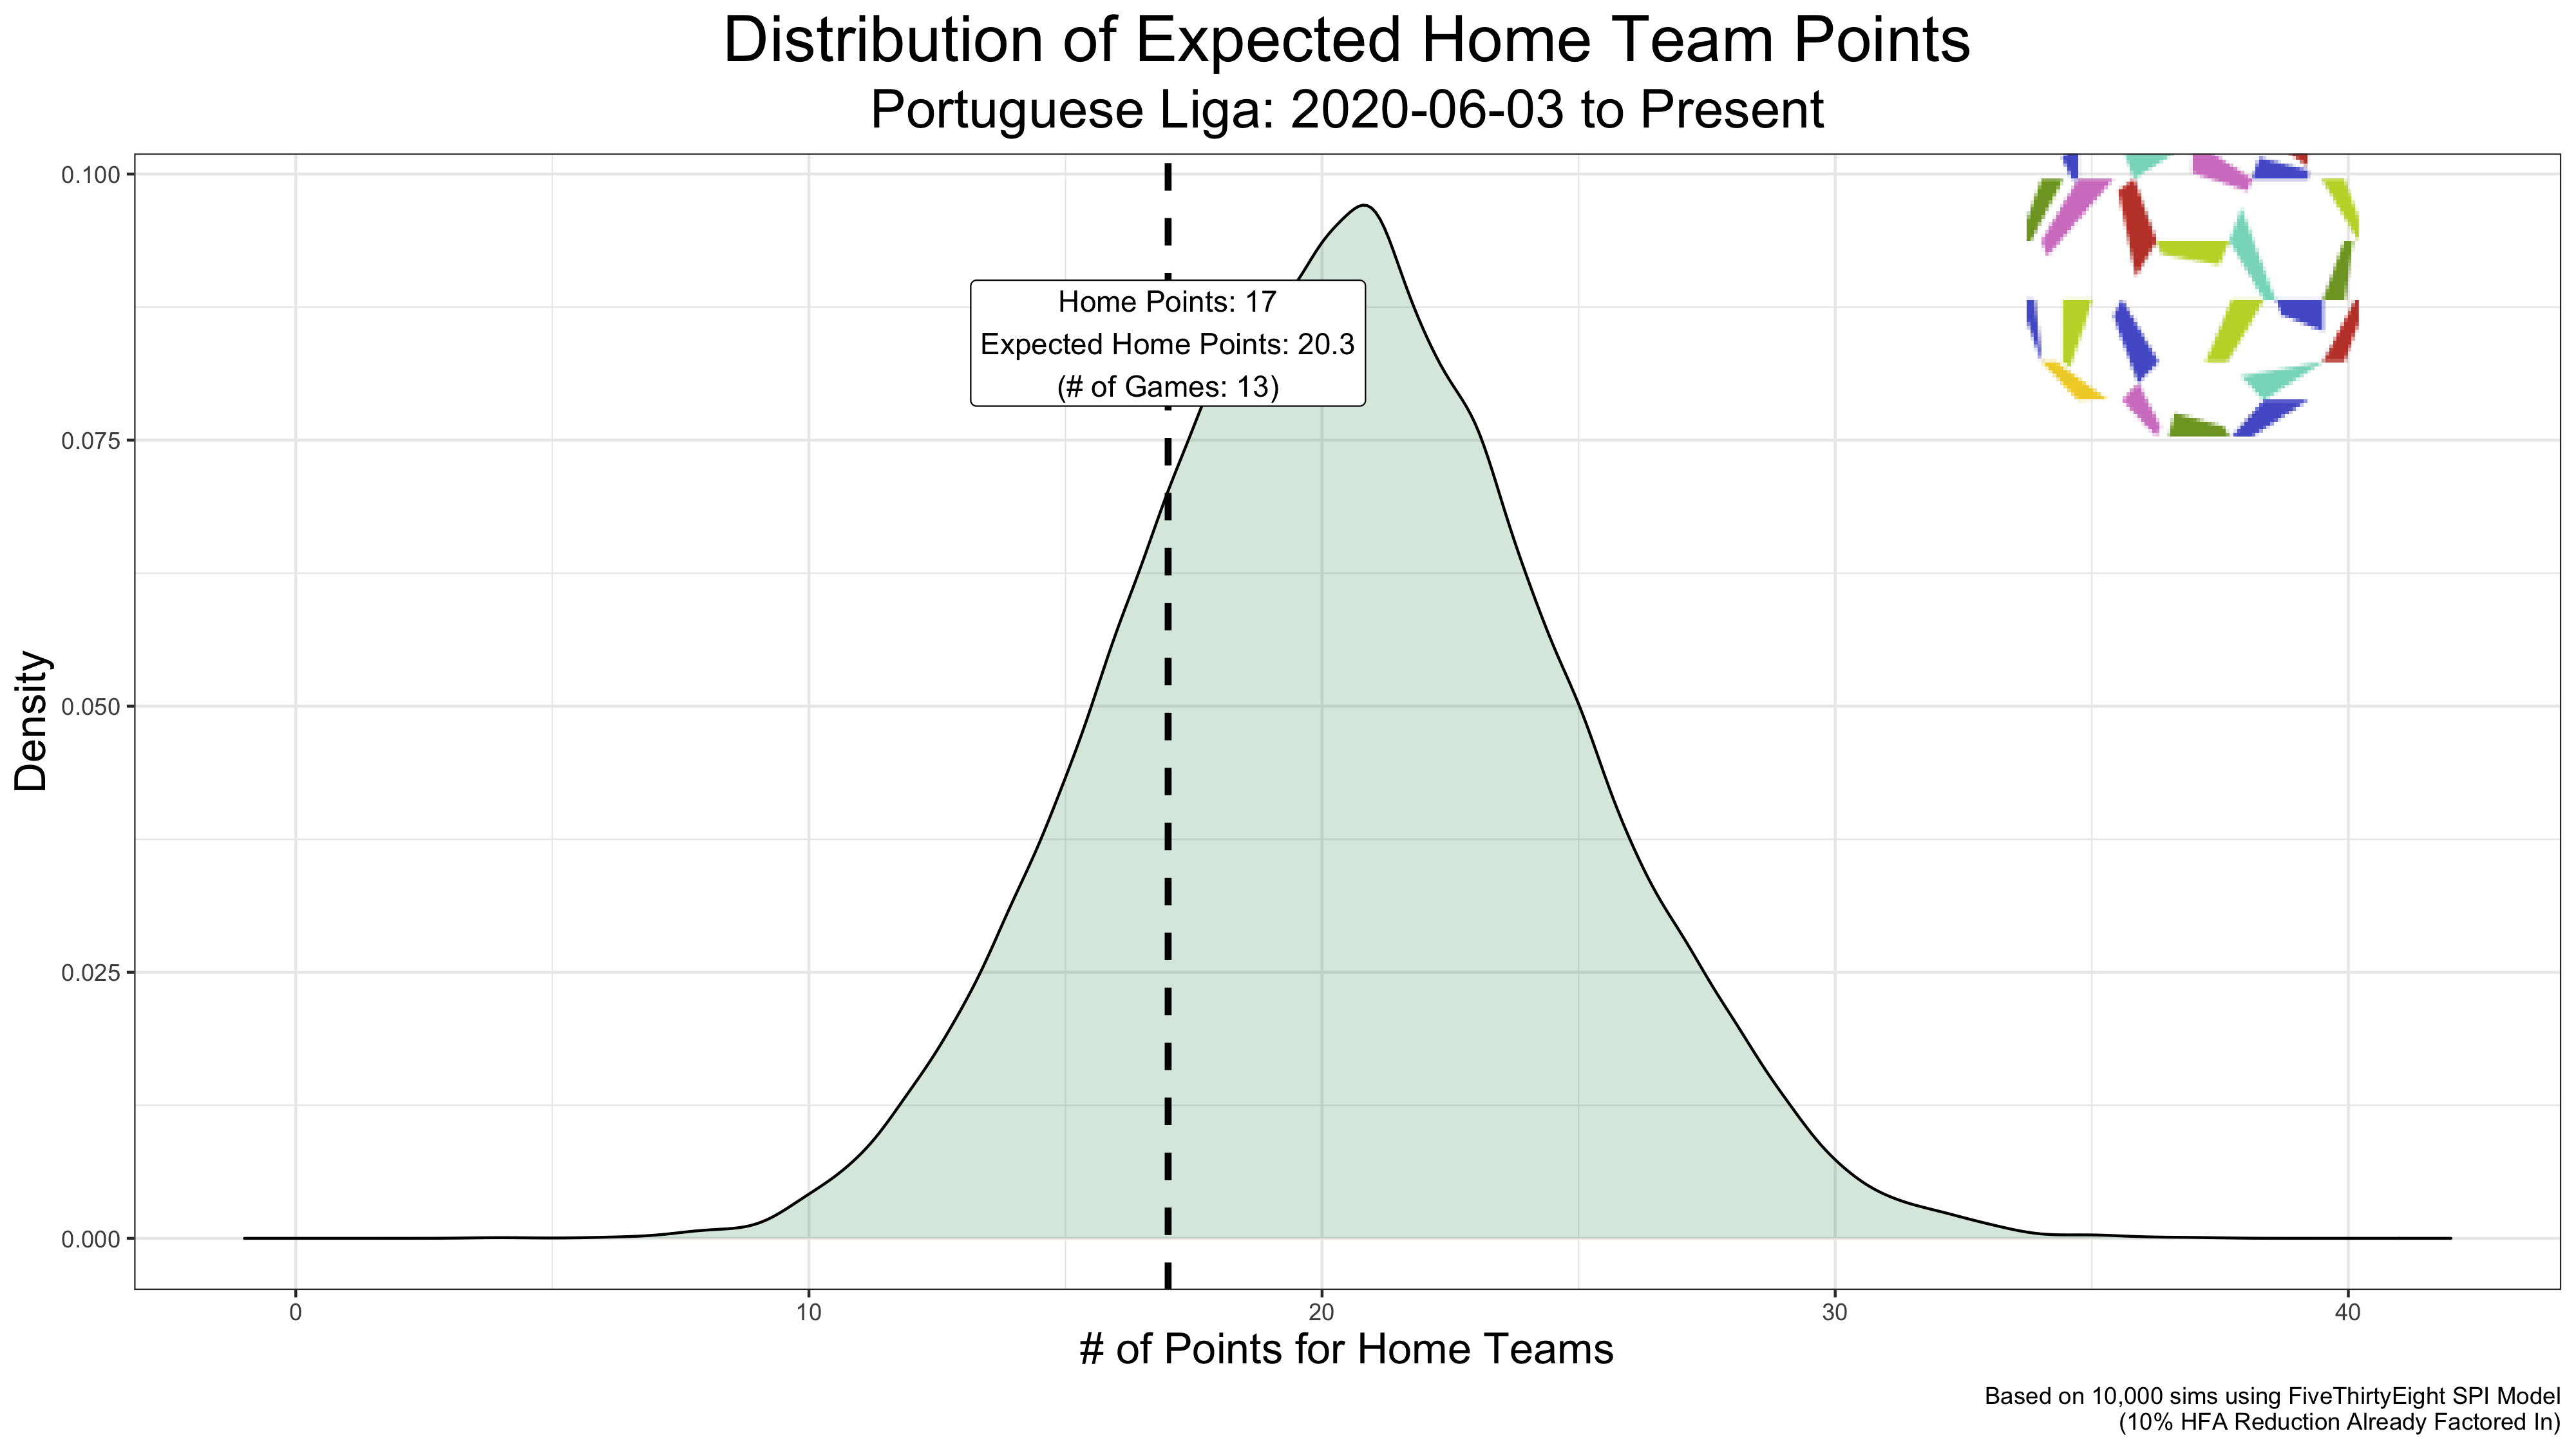 Distribution of Expected Home Team Points
Portuguese Liga: 2020-06-03 to Present
0.100
0.075
0.050
0.025
0.000
Density
Home Points: 17
Expected Home Points: 20.3
(# of Games: 13)
0 10 20 30 40
# of Points for Home Teams
Based on 10,000 sims using FiveThirtyEight SPI Model
(10% HFA Reduction Already Factored In)